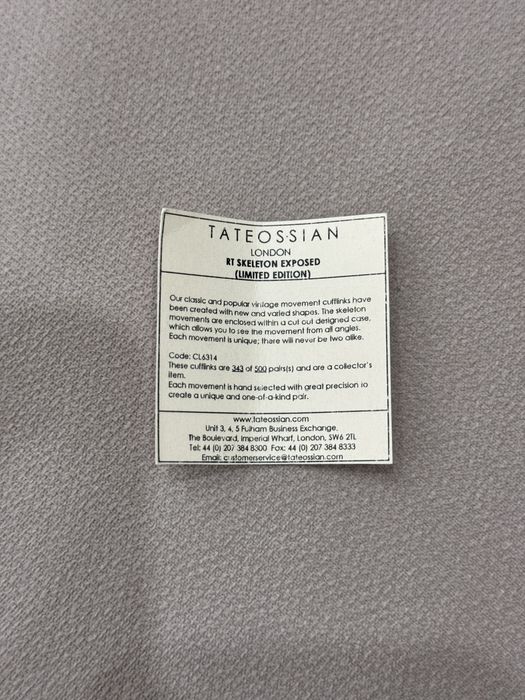 TATEOSSIAN
LONDON
RT SKELETON EXPOSED
(LIMITED EDITION)
Our classic and popular vintage movement cufflinks have
been created with new and varied shapes. The skeleton
movements are enclosed within a cut out designed case,
which allows you to see the movement from all angles.
Each movement is unique; there will never be two alike.
Code: CL6314
These cufflinks are 343 of 500 pairs(s) and are a collector's
item.
Each movement is hand selected with great precision to
create a unique and one-of-a-kind pair.
www.tateossian.com
Unit 3, 4, 5 Fulham Business Exchange.
The Boulevard, Imperial Wharf, London, SW6 2TL
Tel: 44 (0) 207 384 8300 Fax: 44 (0) 207 384 8333
Email: customerservice@tateossian.com